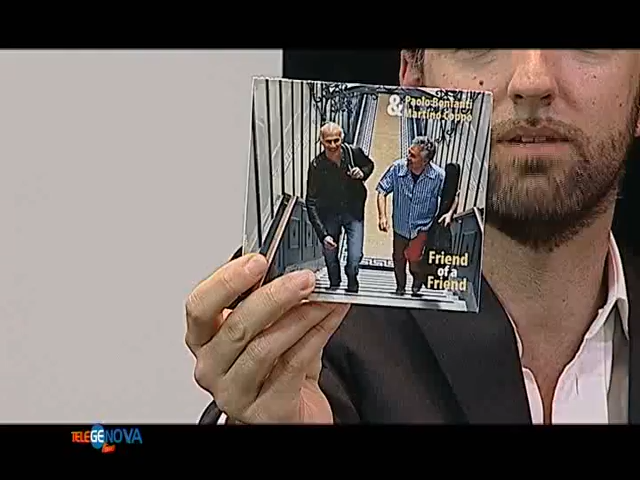 & Paolo Bonfanti
Martino Coppo
Friend
of a
Friend
TELEGENOVA